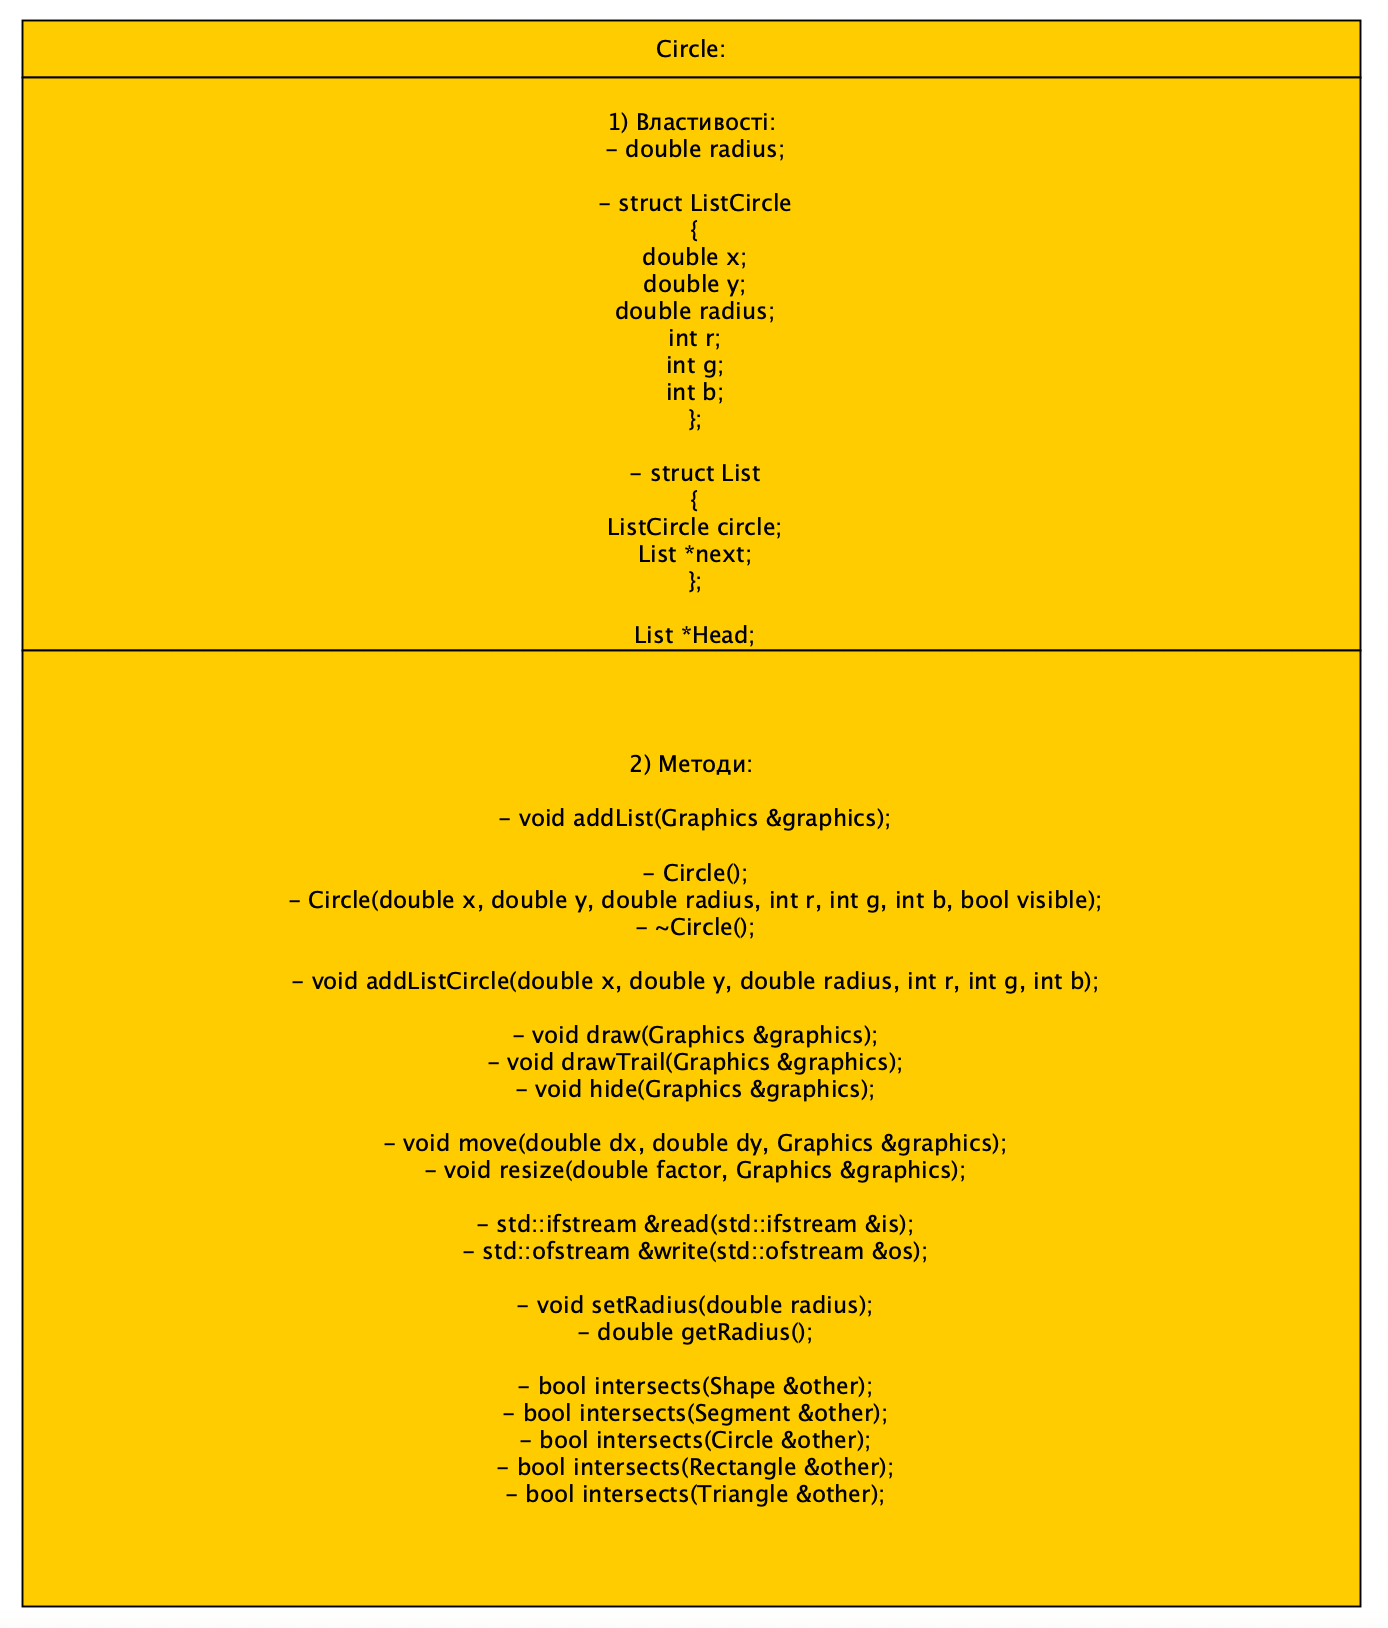 Circle:
1) Властивості:
- double radius;
- struct ListCircle
{
double x;
double y;
double radius;
int r;
int g;
int b;
};
- struct List
{
ListCircle circle;
List *next;
};
List *Head;
2) Методи:
- void addList(Graphics &graphics);
- Circle();
- Circle(double x, double y, double radius, int r, int g, int b, bool visible);
- ~Circle();
- void addListCircle(double x, double y, double radius, int r, int g, int b);
- void draw(Graphics &graphics);
- void drawTrail(Graphics &graphics);
- void hide(Graphics &graphics);
- void move(double dx, double dy, Graphics &graphics);
- void resize(double factor, Graphics &graphics);
- std::ifstream &read(std::ifstream &is);
- std::ofstream &write(std::ofstream &os);
- void setRadius(double radius);
- double getRadius();
- bool intersects(Shape &other);
- bool intersects(Segment &other);
- bool intersects(Circle &other);
- bool intersects(Rectangle &other);
- bool intersects(Triangle &other);